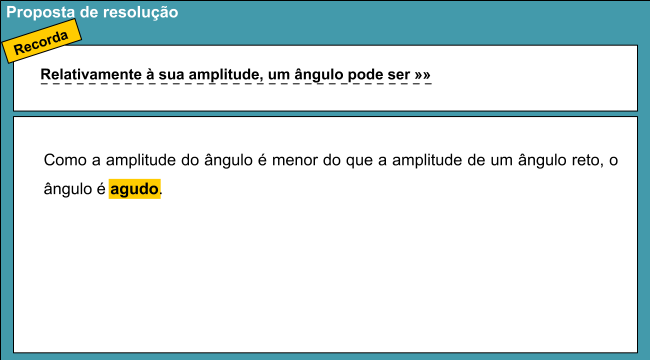 Proposta de resolução
Recorda
Relativamente à sua amplitude, um ângulo pode ser »»
Como a amplitude do ângulo é menor do que a amplitude de um ângulo reto, o
ângulo é agudo.